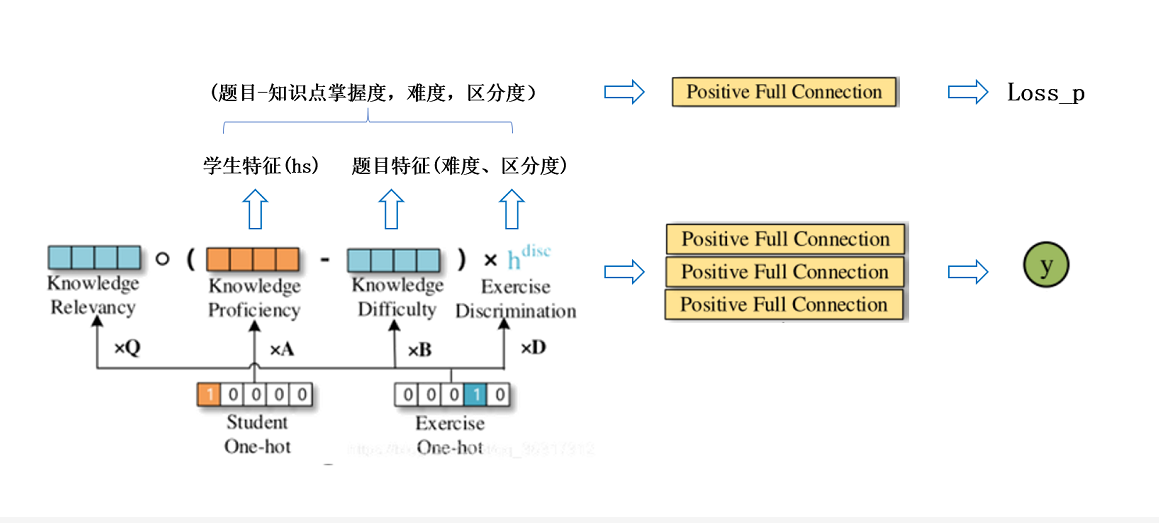 (题目-知识点掌握度，难度，区分度)
Positive Full Connection
Loss_p
学生特征(hs)
题目特征(难度、区分度)
( - ) × h^disc
Knowledge Relevancy
Knowledge Proficiency
Knowledge Difficulty
Exercise Discrimination
Positive Full Connection
Positive Full Connection
Positive Full Connection
y
×Q
×A
×B
×D
1 0 0 0 0
0 0 0 1 0
Student
One-hot
Exercise
One-hot